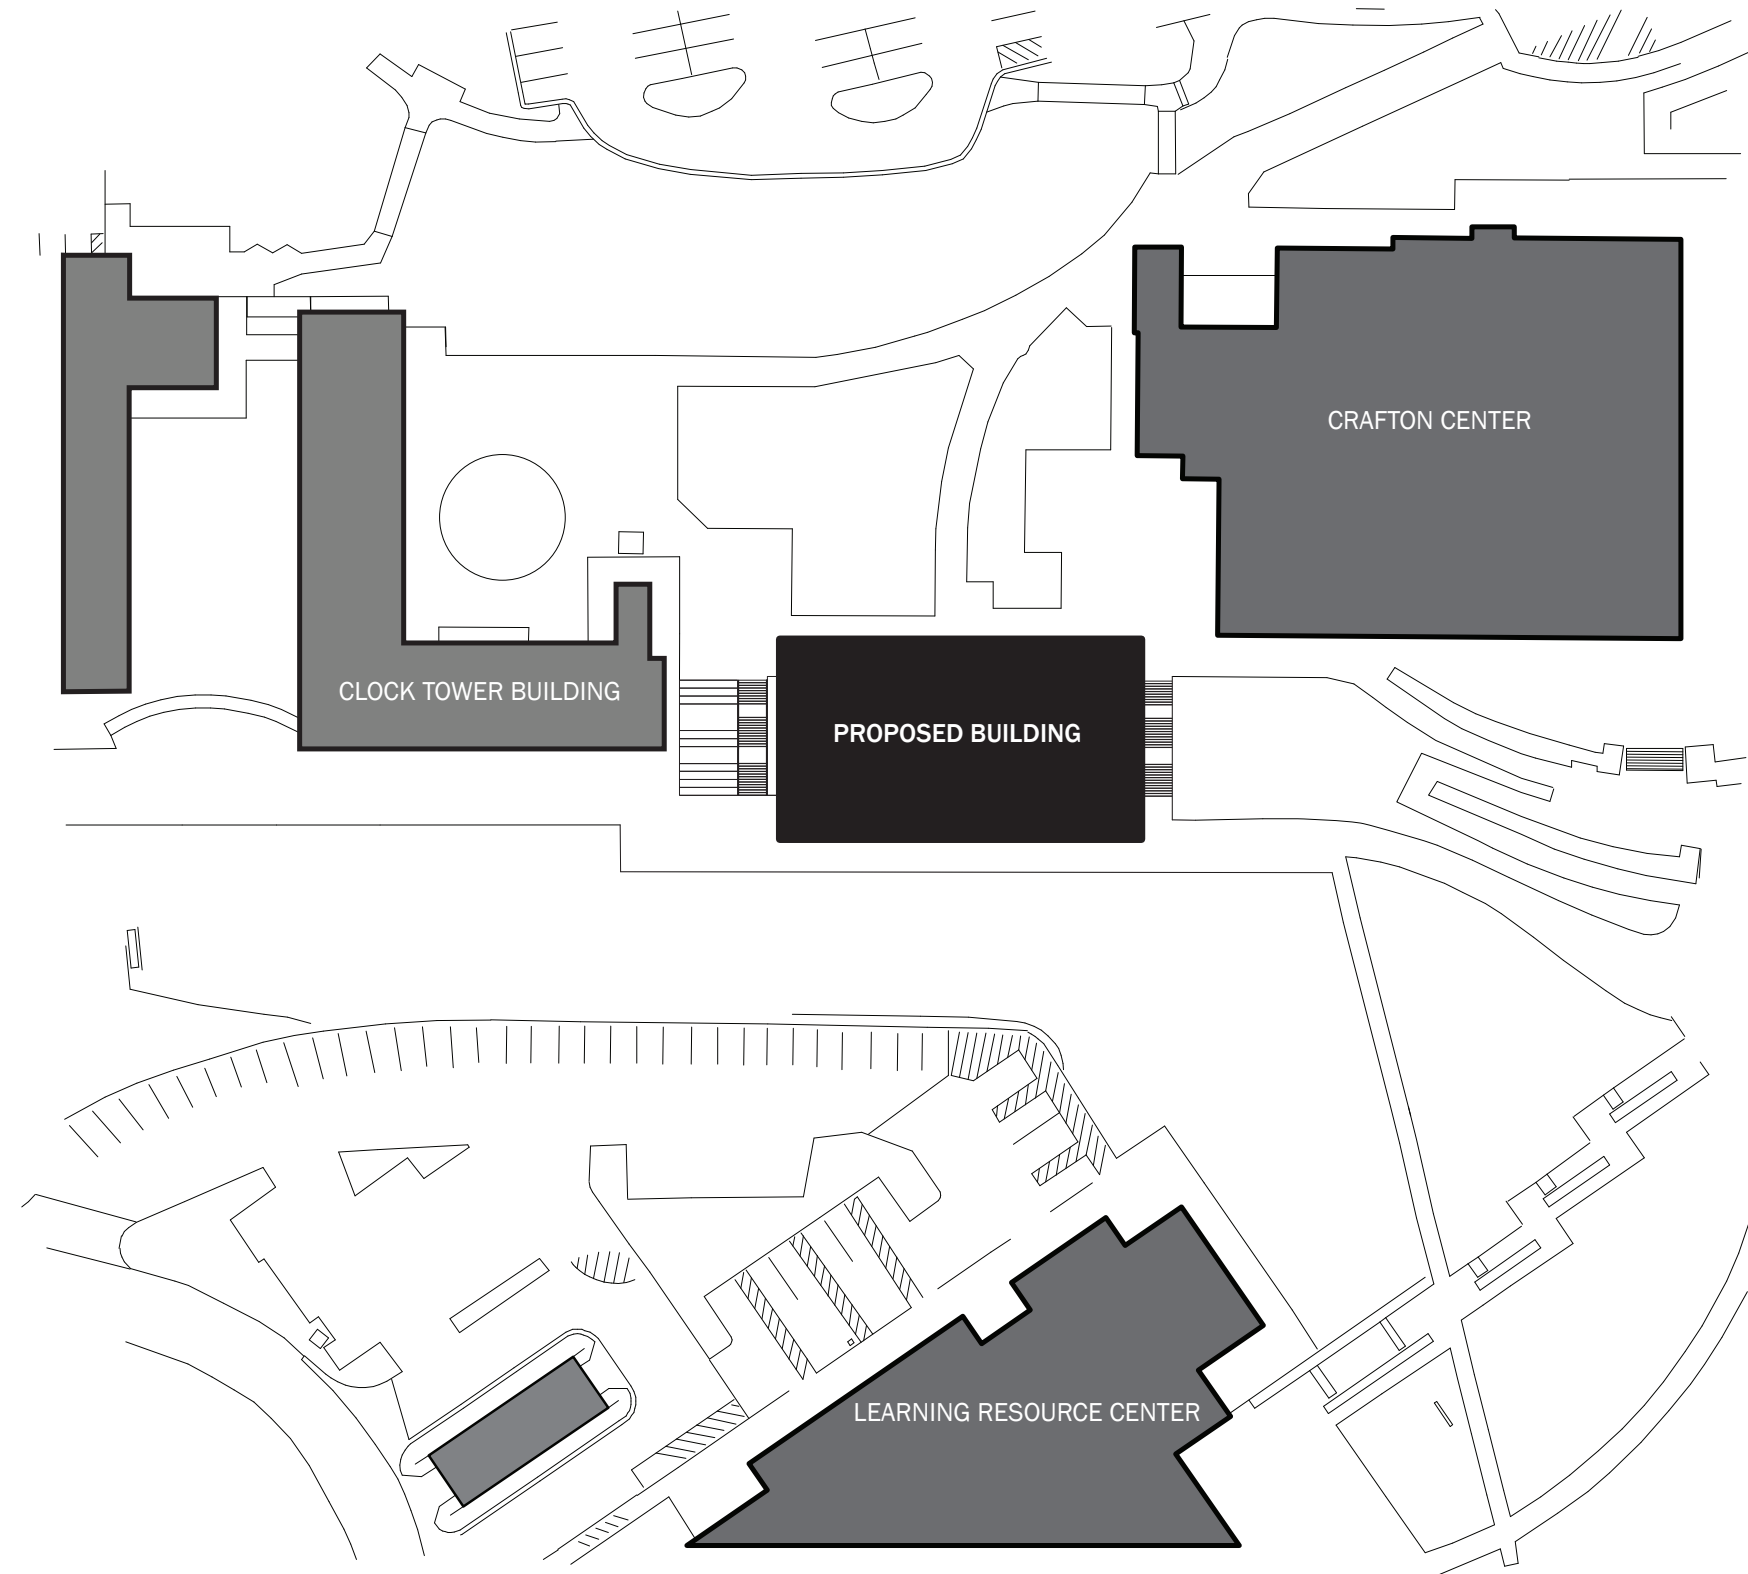 CRAFTON CENTER
CLOCK TOWER BUILDING
PROPOSED BUILDING
LEARNING RESOURCE CENTER